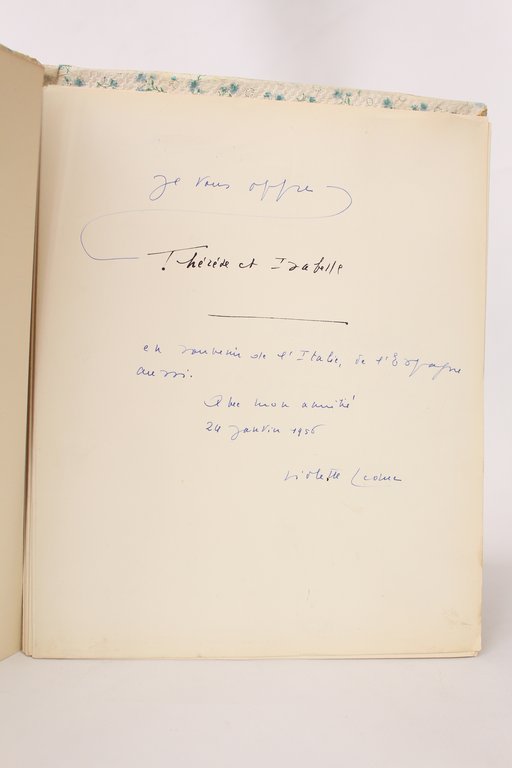 je vous offre
Thérèse et Isabelle
en souvenir de l'Italie, de l'Espagne
aussi.
Avec mon amitié
24 janvier 1956
Violette Leduc